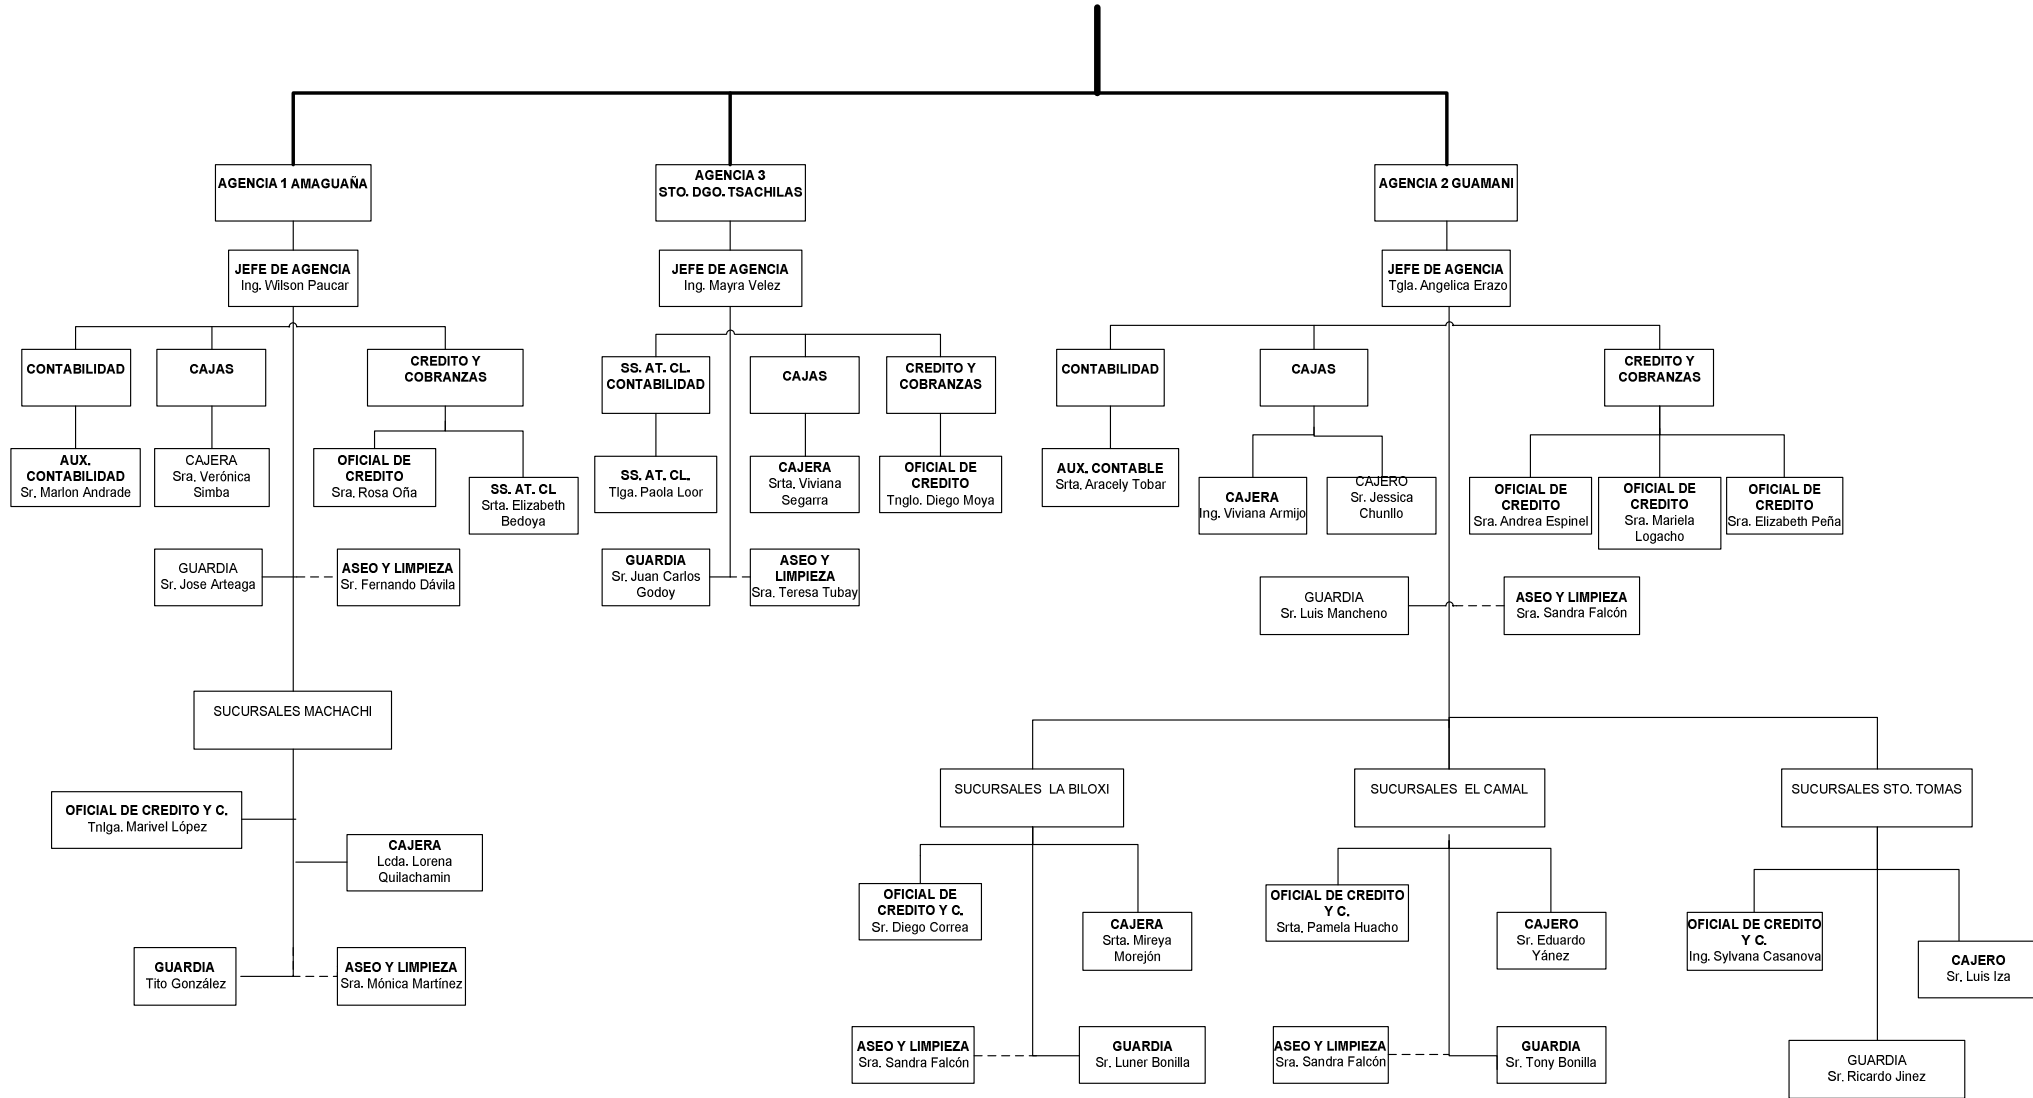 AGENCIA 1 AMAGUAÑA
AGENCIA 3
STO. DGO. TSACHILAS
AGENCIA 2 GUAMANI
JEFE DE AGENCIA
Ing. Wilson Paucar
JEFE DE AGENCIA
Ing. Mayra Velez
JEFE DE AGENCIA
Tgla. Angelica Erazo
CONTABILIDAD
CAJAS
CREDITO Y
COBRANZAS
SS. AT. CL.
CONTABILIDAD
CAJAS
CREDITO Y
COBRANZAS
CONTABILIDAD
CAJAS
CREDITO Y
COBRANZAS
AUX.
CONTABILIDAD
Sr. Marlon Andrade
CAJERA
Sra. Verónica
Simba
OFICIAL DE
CREDITO
Sra. Rosa Oña
SS. AT. CL
Srta. Elizabeth
Bedoya
SS. AT. CL.
Tlga. Paola Loor
CAJERA
Srta. Viviana
Segarra
OFICIAL DE
CREDITO
Tnglo. Diego Moya
AUX. CONTABLE
Srta. Aracely Tobar
CAJERA
Ing. Viviana Armijo
CAJERO
Sr. Jessica
Chunllo
OFICIAL DE
CREDITO
Sra. Andrea Espinel
OFICIAL DE
CREDITO
Sra. Mariela
Logacho
OFICIAL DE
CREDITO
Sra. Elizabeth Peña
GUARDIA
Sr. Jose Arteaga
ASEO Y LIMPIEZA
Sr. Fernando Dávila
GUARDIA
Sr. Juan Carlos
Godoy
ASEO Y
LIMPIEZA
Sra. Teresa Tubay
GUARDIA
Sr. Luis Mancheno
ASEO Y LIMPIEZA
Sra. Sandra Falcón
SUCURSALES MACHACHI
SUCURSALES  LA BILOXI
SUCURSALES  EL CAMAL
SUCURSALES STO. TOMAS
OFICIAL DE CREDITO Y C.
Tnlga. Marivel López
CAJERA
Lcda. Lorena
Quilachamin
OFICIAL DE
CREDITO Y C.
Sr. Diego Correa
CAJERA
Srta. Mireya
Morejón
OFICIAL DE CREDITO
Y C.
Srta. Pamela Huacho
CAJERO
Sr. Eduardo
Yánez
OFICIAL DE CREDITO
Y C.
Ing. Sylvana Casanova
CAJERO
Sr. Luis Iza
GUARDIA
Tito González
ASEO Y LIMPIEZA
Sra. Mónica Martínez
ASEO Y LIMPIEZA
Sra. Sandra Falcón
GUARDIA
Sr. Luner Bonilla
ASEO Y LIMPIEZA
Sra. Sandra Falcón
GUARDIA
Sr. Tony Bonilla
GUARDIA
Sr. Ricardo Jinez